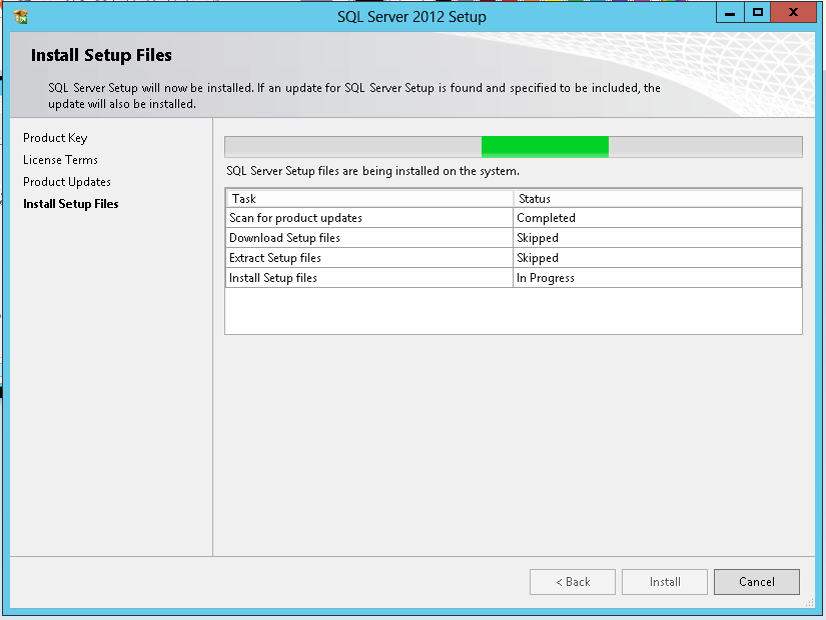 SQL Server 2012 Setup
Install Setup Files
SQL Server Setup will now be installed. If an update for SQL Server Setup is found and specified to be included, the
update will also be installed.
Product Key
License Terms
Product Updates
Install Setup Files
SQL Server Setup files are being installed on the system.
Task Status
Scan for product updates Completed
Download Setup files Skipped
Extract Setup files Skipped
Install Setup files In Progress
< Back Install Cancel